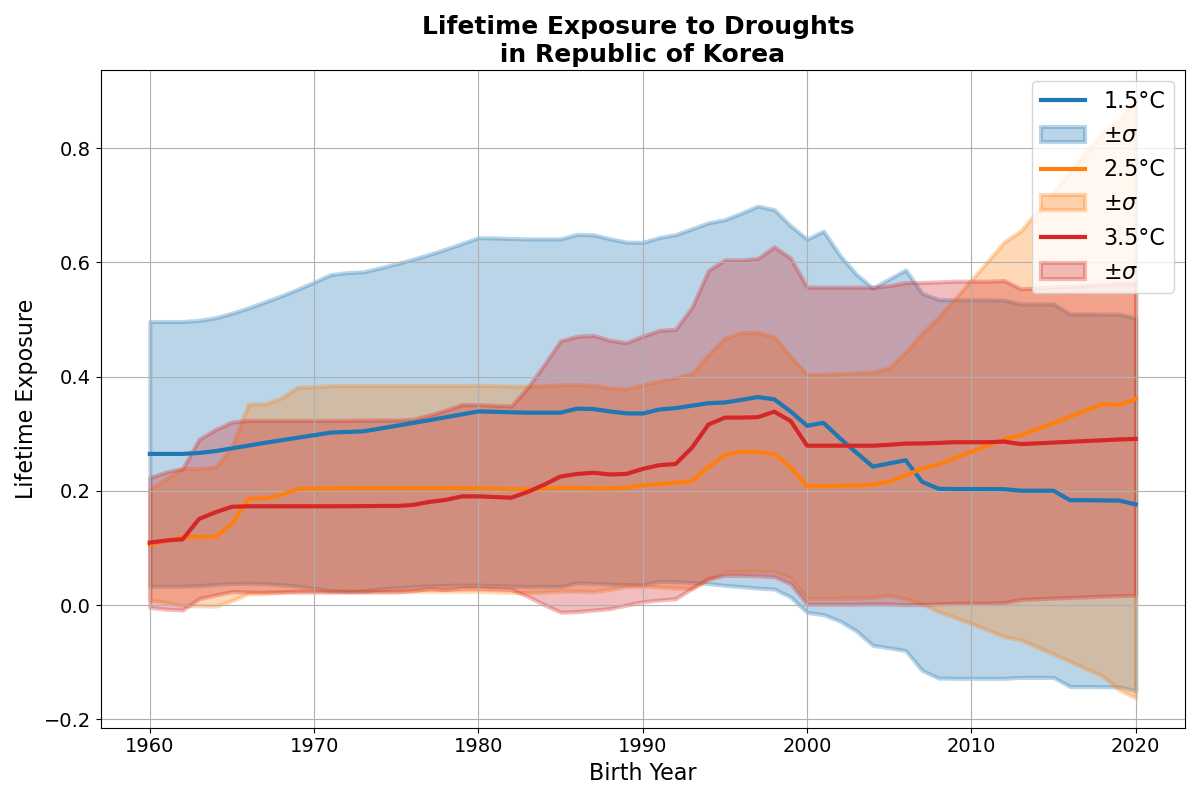 Lifetime Exposure to Droughts
in Republic of Korea
1.5°C
±σ
2.5°C
±σ
3.5°C
±σ
Lifetime Exposure
0.8
0.6
0.4
0.2
0.0
−0.2
1960 1970 1980 1990 2000 2010 2020
Birth Year